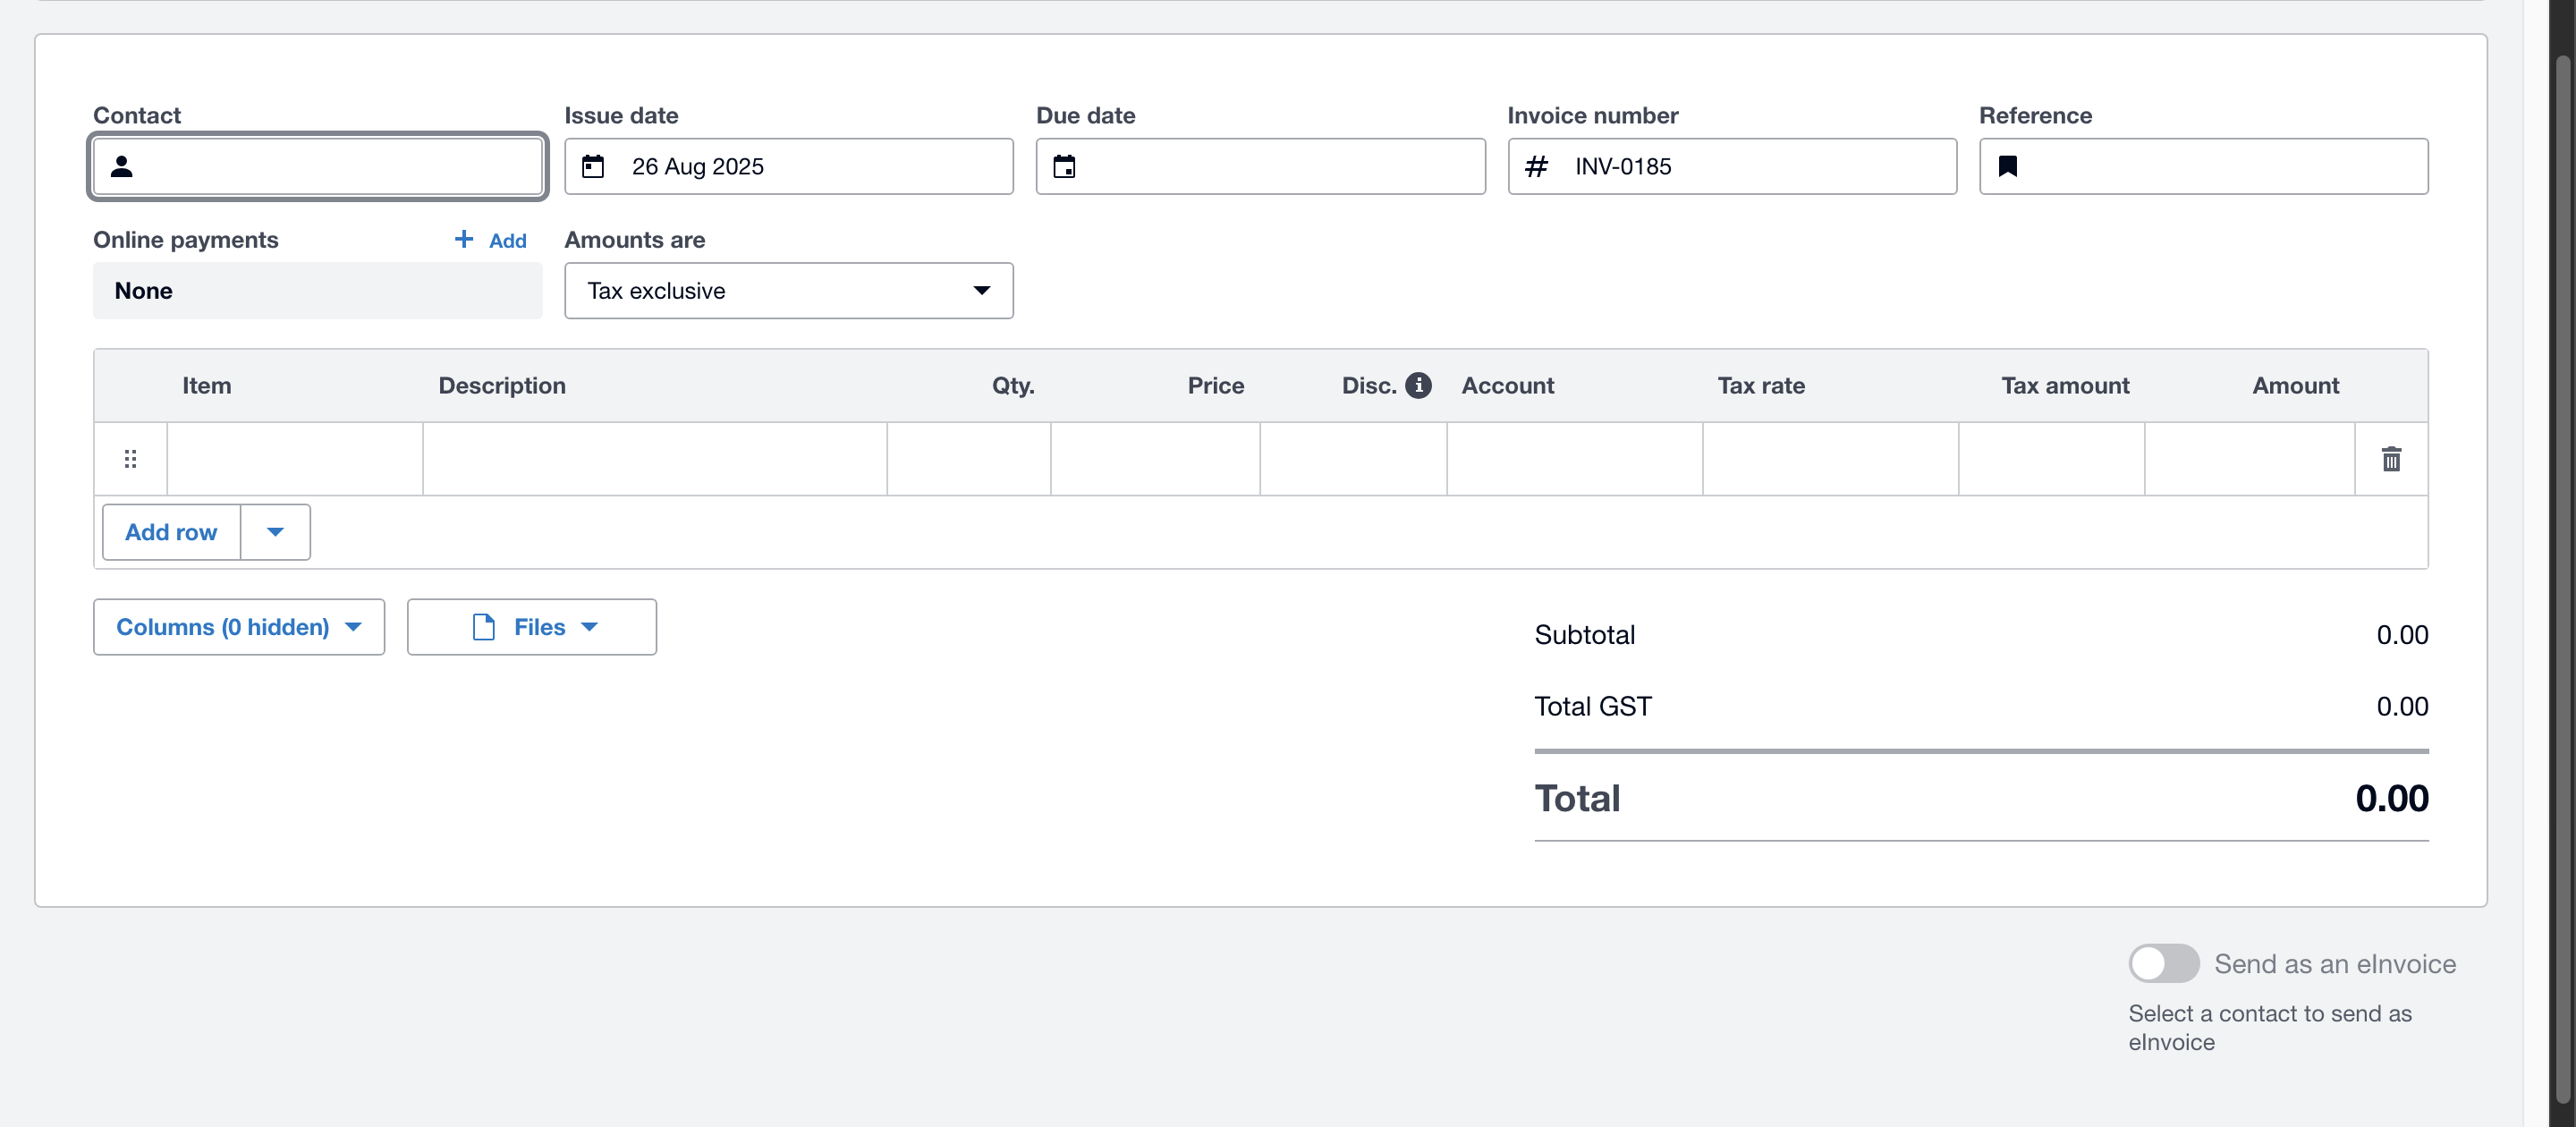 Contact
Issue date
Due date
Invoice number
Reference
26 Aug 2025
# INV-0185
Online payments
+ Add
Amounts are
None
Tax exclusive
Item Description Qty. Price Disc. Account Tax rate Tax amount Amount
Add row
Columns (0 hidden)
Files
Subtotal 0.00
Total GST 0.00
Total 0.00
Send as an eInvoice
Select a contact to send as
eInvoice